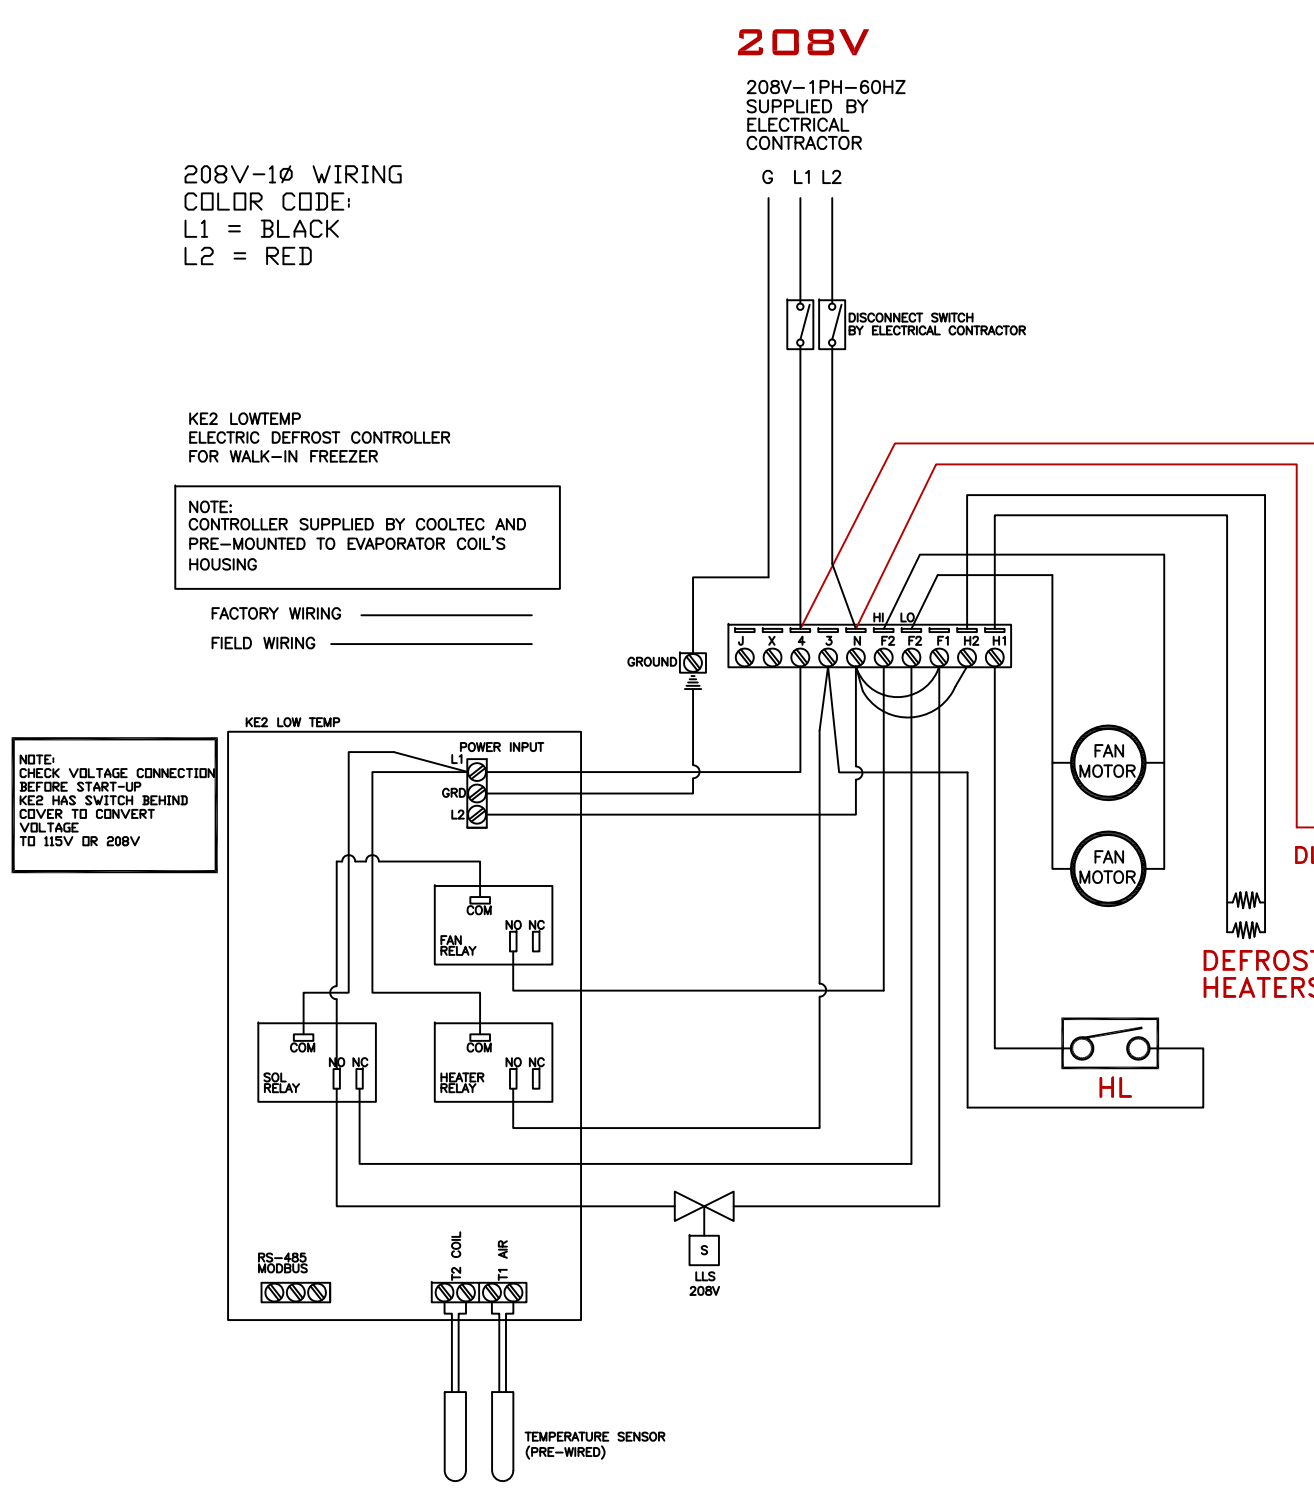 208V
208V-1PH-60HZ
SUPPLIED BY
ELECTRICAL
CONTRACTOR
G L1 L2
208V-1Ø WIRING
COLOR CODE:
L1 = BLACK
L2 = RED
DISCONNECT SWITCH
BY ELECTRICAL CONTRACTOR
KE2 LOWTEMP
ELECTRIC DEFROST CONTROLLER
FOR WALK-IN FREEZER
NOTE:
CONTROLLER SUPPLIED BY COOLTEC AND
PRE-MOUNTED TO EVAPORATOR COIL'S
HOUSING
FACTORY WIRING
FIELD WIRING
HI LO
J X 4 3 N F2 F2 F1 H2 H1
GROUND
KE2 LOW TEMP
NOTE:
CHECK VOLTAGE CONNECTION
BEFORE START-UP
KE2 HAS SWITCH BEHIND
COVER TO CONVERT
VOLTAGE
TO 115V OR 208V
POWER INPUT
L1
GRD
L2
FAN
MOTOR
FAN
MOTOR
COM
NO NC
FAN
RELAY
DEFROST
HEATERS
COM
NO NC
SOL
RELAY
COM
NO NC
HEATER
RELAY
HL
S
LLS
208V
RS-485
MODBUS
T2 COIL
T1 AIR
TEMPERATURE SENSOR
(PRE-WIRED)